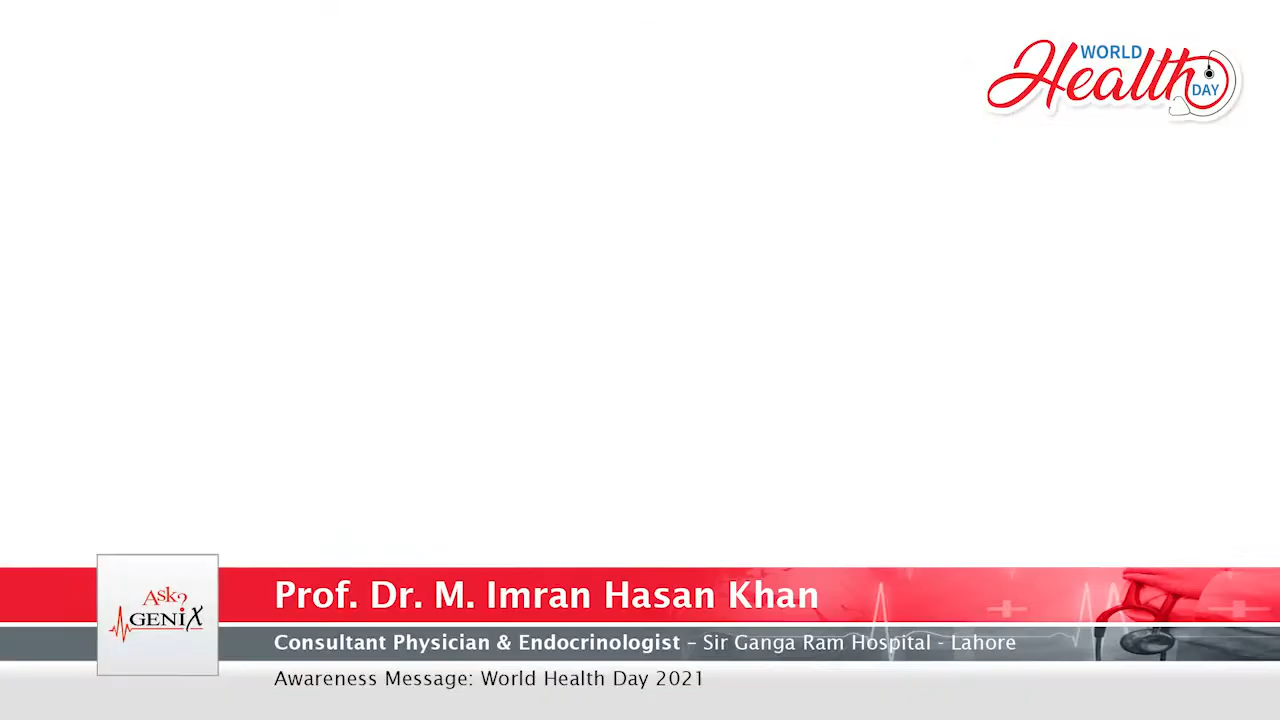 WORLD
Health
DAY
Prof. Dr. M. Imran Hasan Khan
Ask?
GENIX
Consultant Physician & Endocrinologist – Sir Ganga Ram Hospital - Lahore
Awareness Message: World Health Day 2021